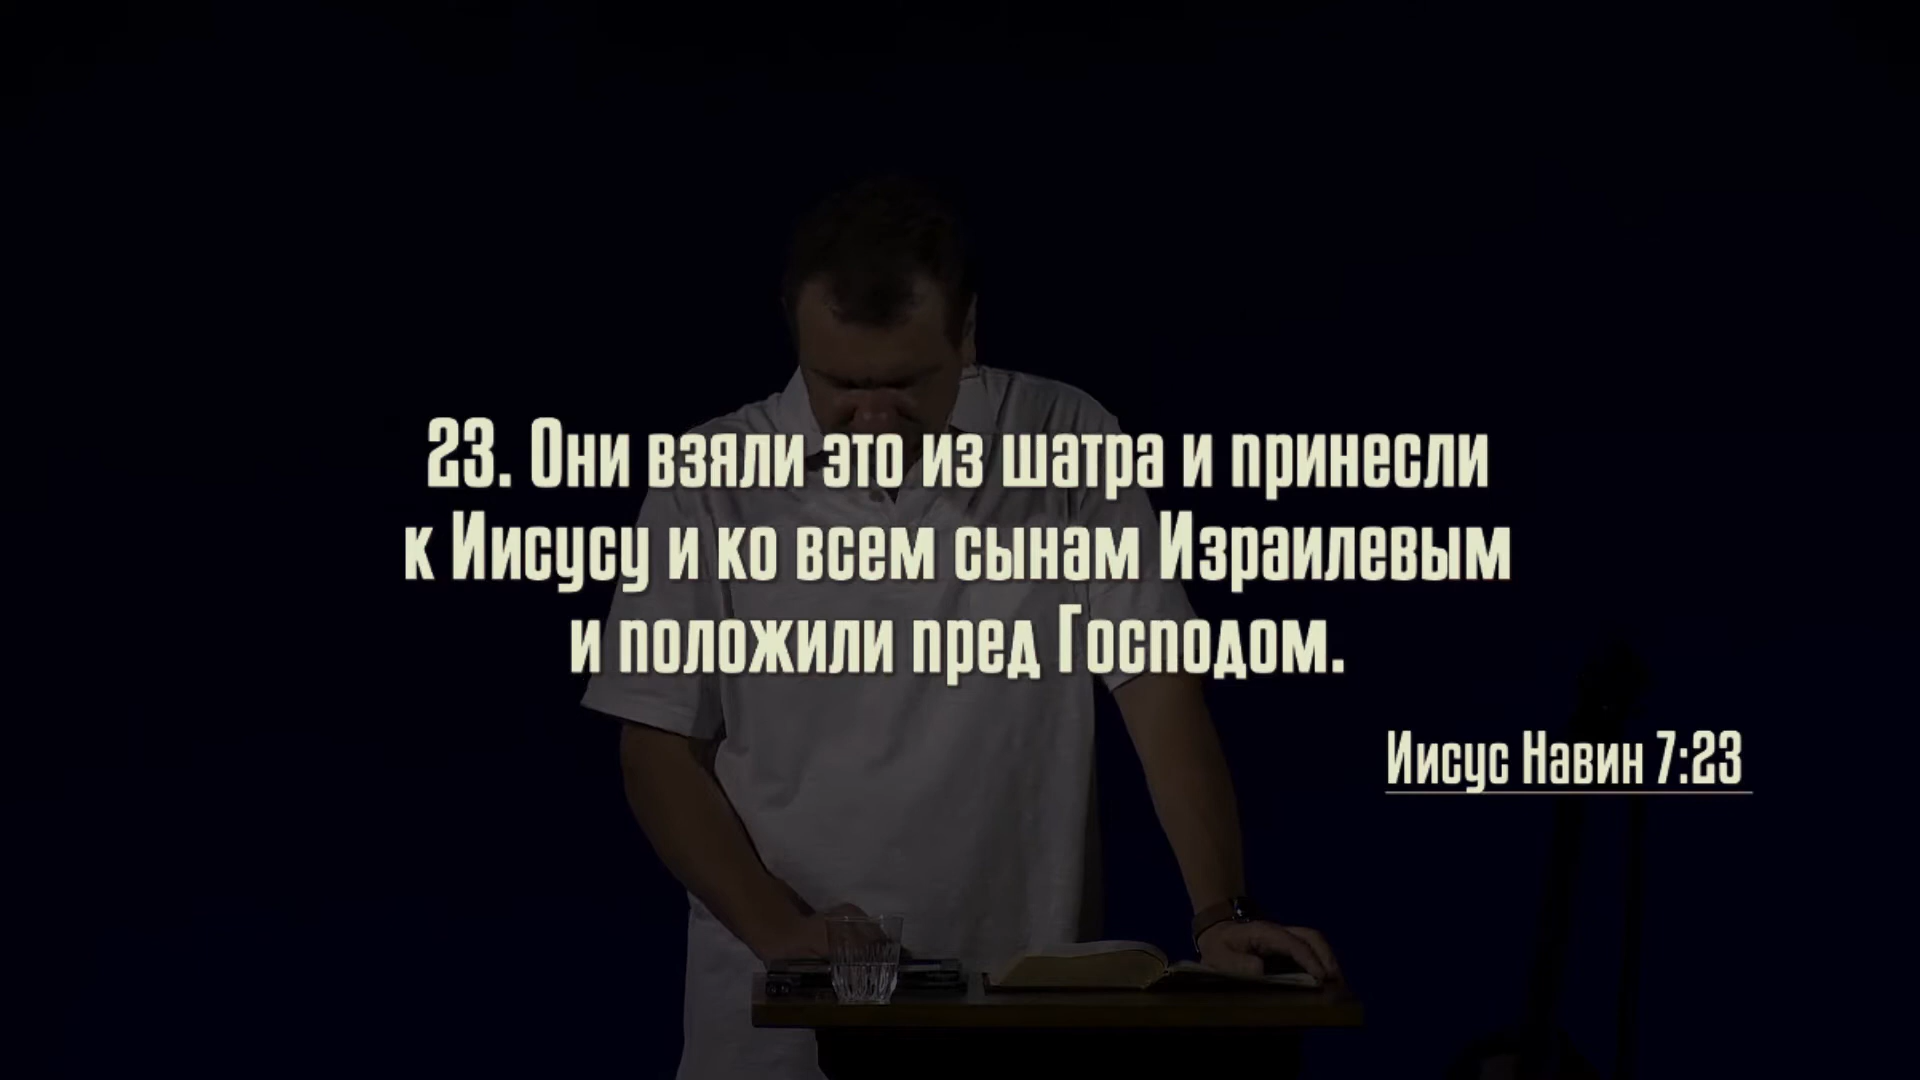 23. Они взяли это из шатра и принесли
к Иисусу и ко всем сынам Израилевым
и положили пред Господом.
Иисус Навин 7:23